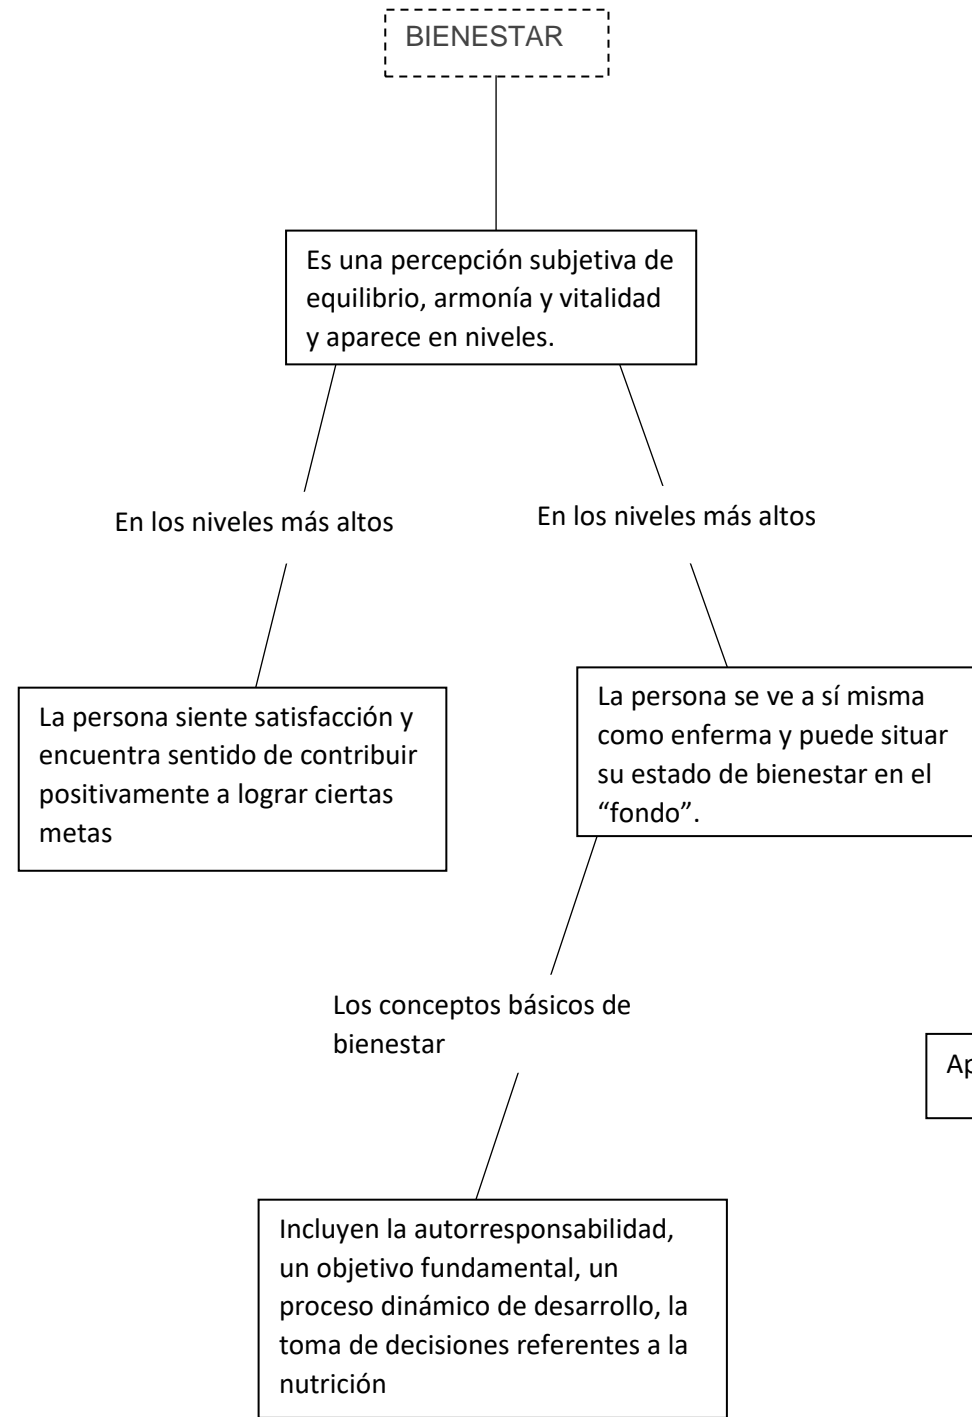 BIENESTAR
Es una percepción subjetiva de
equilibrio, armonía y vitalidad
y aparece en niveles.
En los niveles más altos
En los niveles más altos
La persona siente satisfacción y
encuentra sentido de contribuir
positivamente a lograr ciertas
metas
La persona se ve a sí misma
como enferma y puede situar
su estado de bienestar en el
“fondo”.
Los conceptos básicos de
bienestar
Incluyen la autorresponsabilidad,
un objetivo fundamental, un
proceso dinámico de desarrollo, la
toma de decisiones referentes a la
nutrición